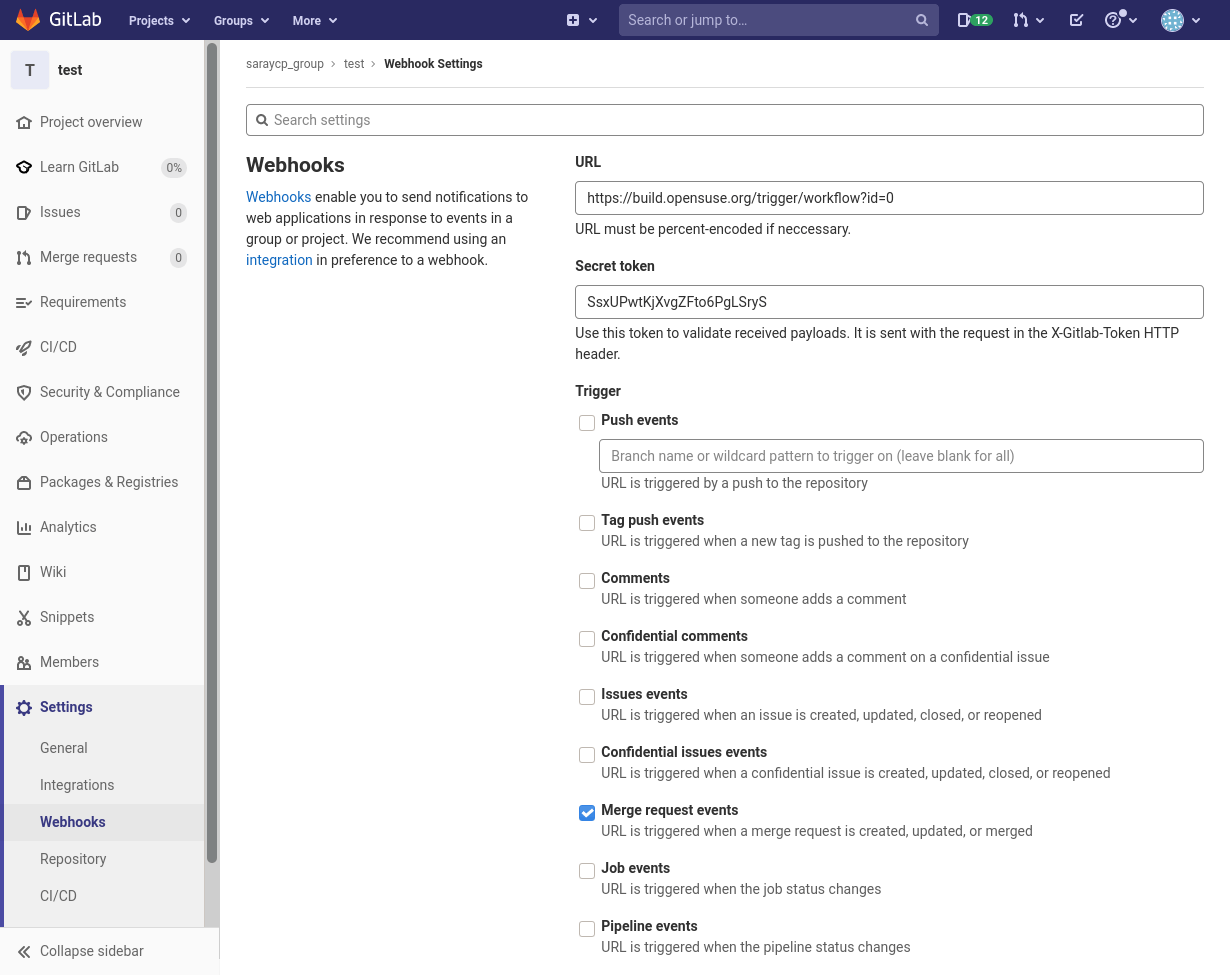 GitLab
Projects
Groups
More
Search or jump to...
12
T
test
Project overview
Learn GitLab
0%
Issues
0
Merge requests
0
Requirements
CI/CD
Security & Compliance
Operations
Packages & Registries
Analytics
Wiki
Snippets
Members
Settings
General
Integrations
Webhooks
Repository
CI/CD
Collapse sidebar
saraycp_group > test > Webhook Settings
Search settings
Webhooks
Webhooks enable you to send notifications to
web applications in response to events in a
group or project. We recommend using an
integration in preference to a webhook.
URL
https://build.opensuse.org/trigger/workflow?id=0
URL must be percent-encoded if neccessary.
Secret token
SsxUPwtKjXvgZFto6PgLSryS
Use this token to validate received payloads. It is sent with the request in the X-Gitlab-Token HTTP
header.
Trigger
Push events
Branch name or wildcard pattern to trigger on (leave blank for all)
URL is triggered by a push to the repository
Tag push events
URL is triggered when a new tag is pushed to the repository
Comments
URL is triggered when someone adds a comment
Confidential comments
URL is triggered when someone adds a comment on a confidential issue
Issues events
URL is triggered when an issue is created, updated, closed, or reopened
Confidential issues events
URL is triggered when a confidential issue is created, updated, closed, or reopened
Merge request events
URL is triggered when a merge request is created, updated, or merged
Job events
URL is triggered when the job status changes
Pipeline events
URL is triggered when the pipeline status changes